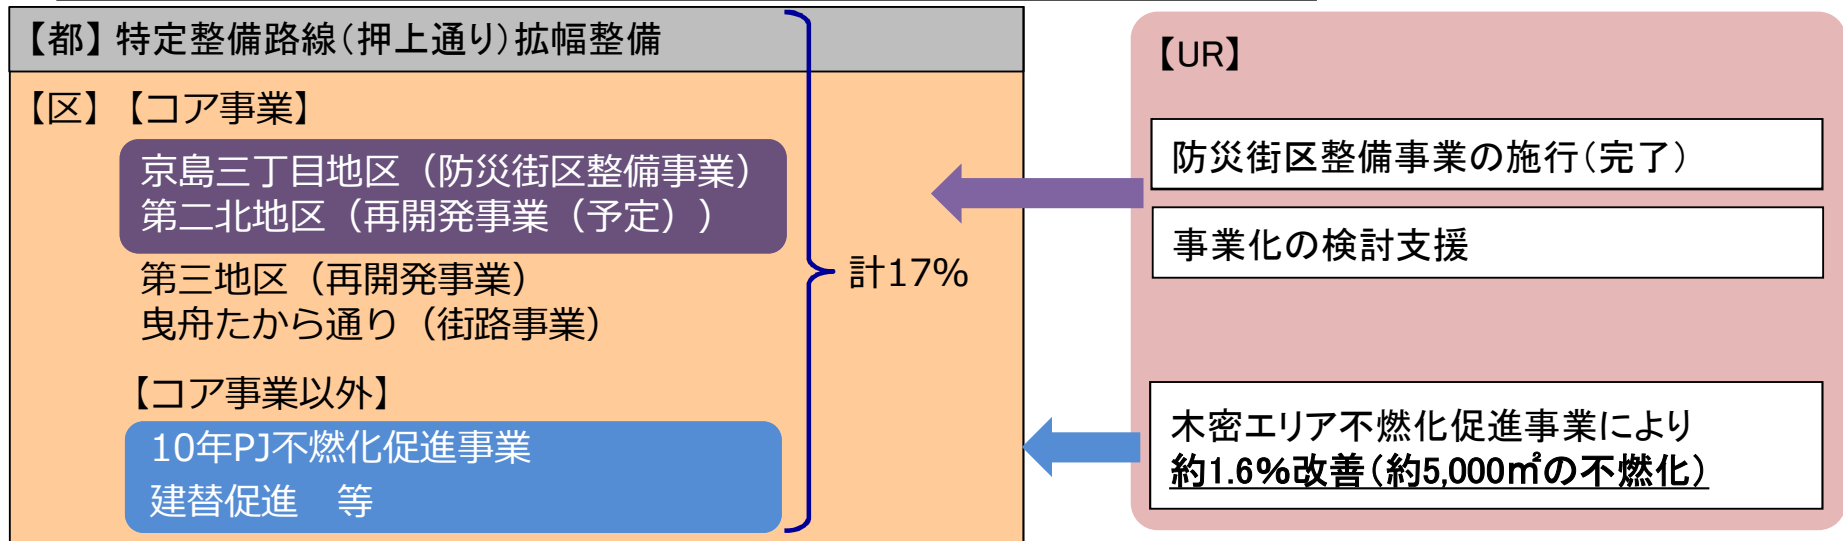 【都】特定整備路線(押上通り)拡幅整備
【区】【コア事業】
京島三丁目地区（防災街区整備事業）
第二北地区（再開発事業（予定））
第三地区（再開発事業）
曳舟たから通り（街路事業）
【コア事業以外】
10年PJ不燃化促進事業
建替促進　等
計17%
【UR】
防災街区整備事業の施行(完了)
事業化の検討支援
木密エリア不燃化促進事業により
約1.6%改善(約5,000㎡の不燃化)